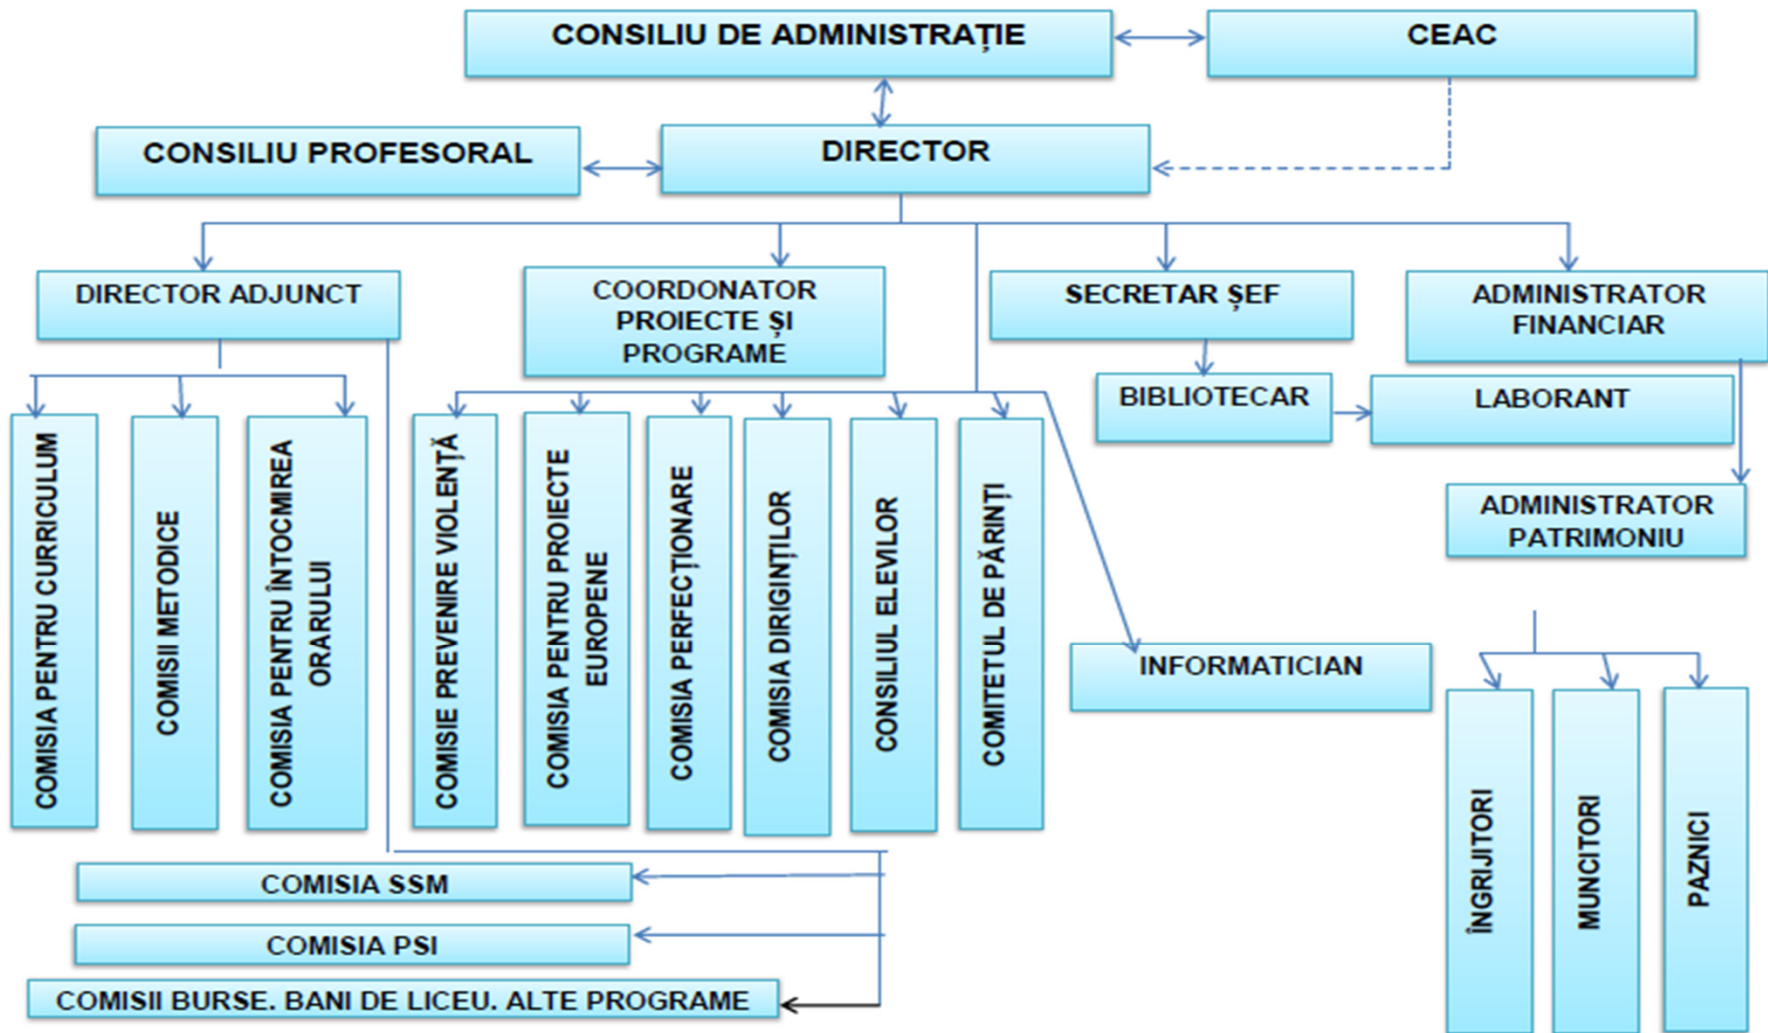 CONSILIU DE ADMINISTRAȚIE
CEAC
CONSILIU PROFESORAL
DIRECTOR
DIRECTOR ADJUNCT
COORDONATOR
PROIECTE ȘI
PROGRAME
SECRETAR ȘEF
ADMINISTRATOR
FINANCIAR
BIBLIOTECAR
LABORANT
COMISIA PENTRU CURRICULUM
COMISII METODICE
COMISIA PENTRU ÎNTOCMIREA
ORARULUI
COMISIE PREVENIRE VIOLENȚĂ
COMISIA PENTRU PROIECTE
EUROPENE
COMISIA PERFECȚIONARE
COMISIA DIRIGINȚILOR
CONSILIUL ELEVILOR
COMITETUL DE PĂRINȚI
ADMINISTRATOR
PATRIMONIU
INFORMATICIAN
ÎNGRIJITORI
MUNCITORI
PAZNICI
COMISIA SSM
COMISIA PSI
COMISII BURSE. BANI DE LICEU. ALTE PROGRAME